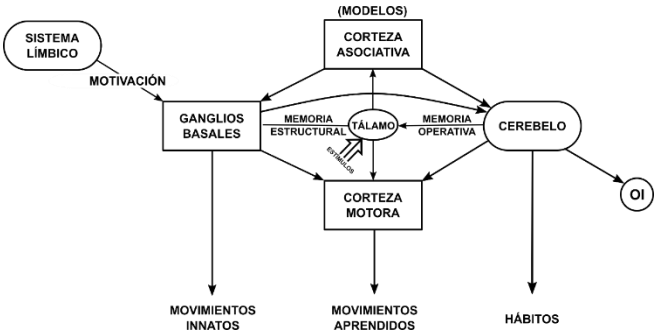 (MODELOS)
SISTEMA
LÍMBICO
CORTEZA
ASOCIATIVA
MOTIVACIÓN
GANGLIOS
BASALES
MEMORIA
ESTRUCTURAL
TÁLAMO
MEMORIA
OPERATIVA
CEREBELO
ESTÍMULOS
CORTEZA
MOTORA
OI
MOVIMIENTOS
INNATOS
MOVIMIENTOS
APRENDIDOS
HÁBITOS